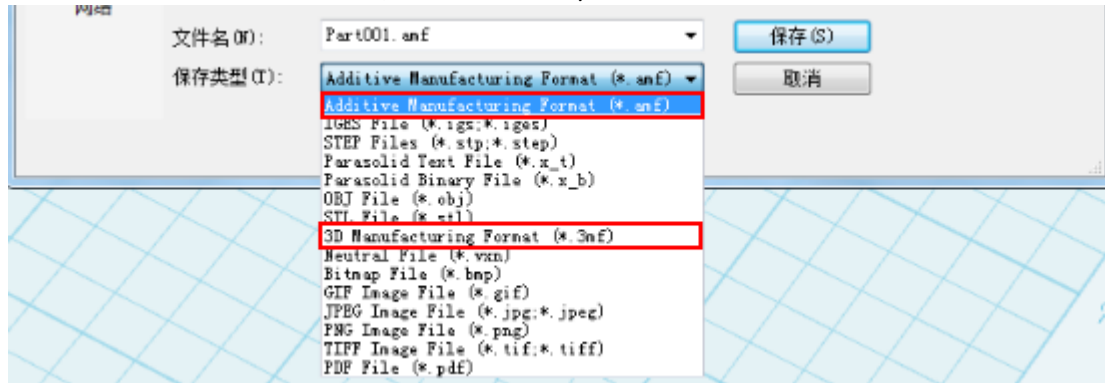 网络
文件名(N): Part001.amf 保存(S)
保存类型(T): Additive Manufacturing Format (*.amf) 取消
Additive Manufacturing Format (*.amf)
IGES File (*.igs;*.iges)
STEP Files (*.stp;*.step)
Parasolid Text File (*.x_t)
Parasolid Binary File (*.x_b)
OBJ File (*.obj)
STL File (*.stl)
3D Manufacturing Format (*.3mf)
Neutral File (*.vxn)
Bitmap File (*.bmp)
GIF Image File (*.gif)
JPEG Image File (*.jpg;*.jpeg)
PNG Image File (*.png)
TIFF Image File (*.tif;*.tiff)
PDF File (*.pdf)